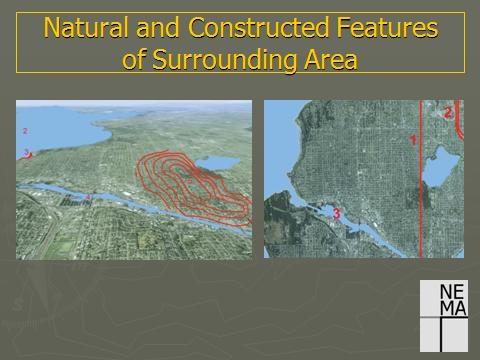 Natural and Constructed Features
of Surrounding Area
2
3
1
2
3
NE
MA